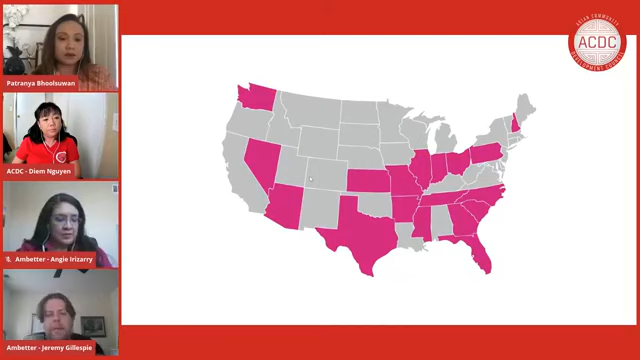 Patranya Bhoolsuwan
ACDC - Diem Nguyen
Ambetter - Angie Irizarry
Ambetter - Jeremy Gillespie
ASIAN COMMUNITY
ACDC
DEVELOPMENT COUNCIL